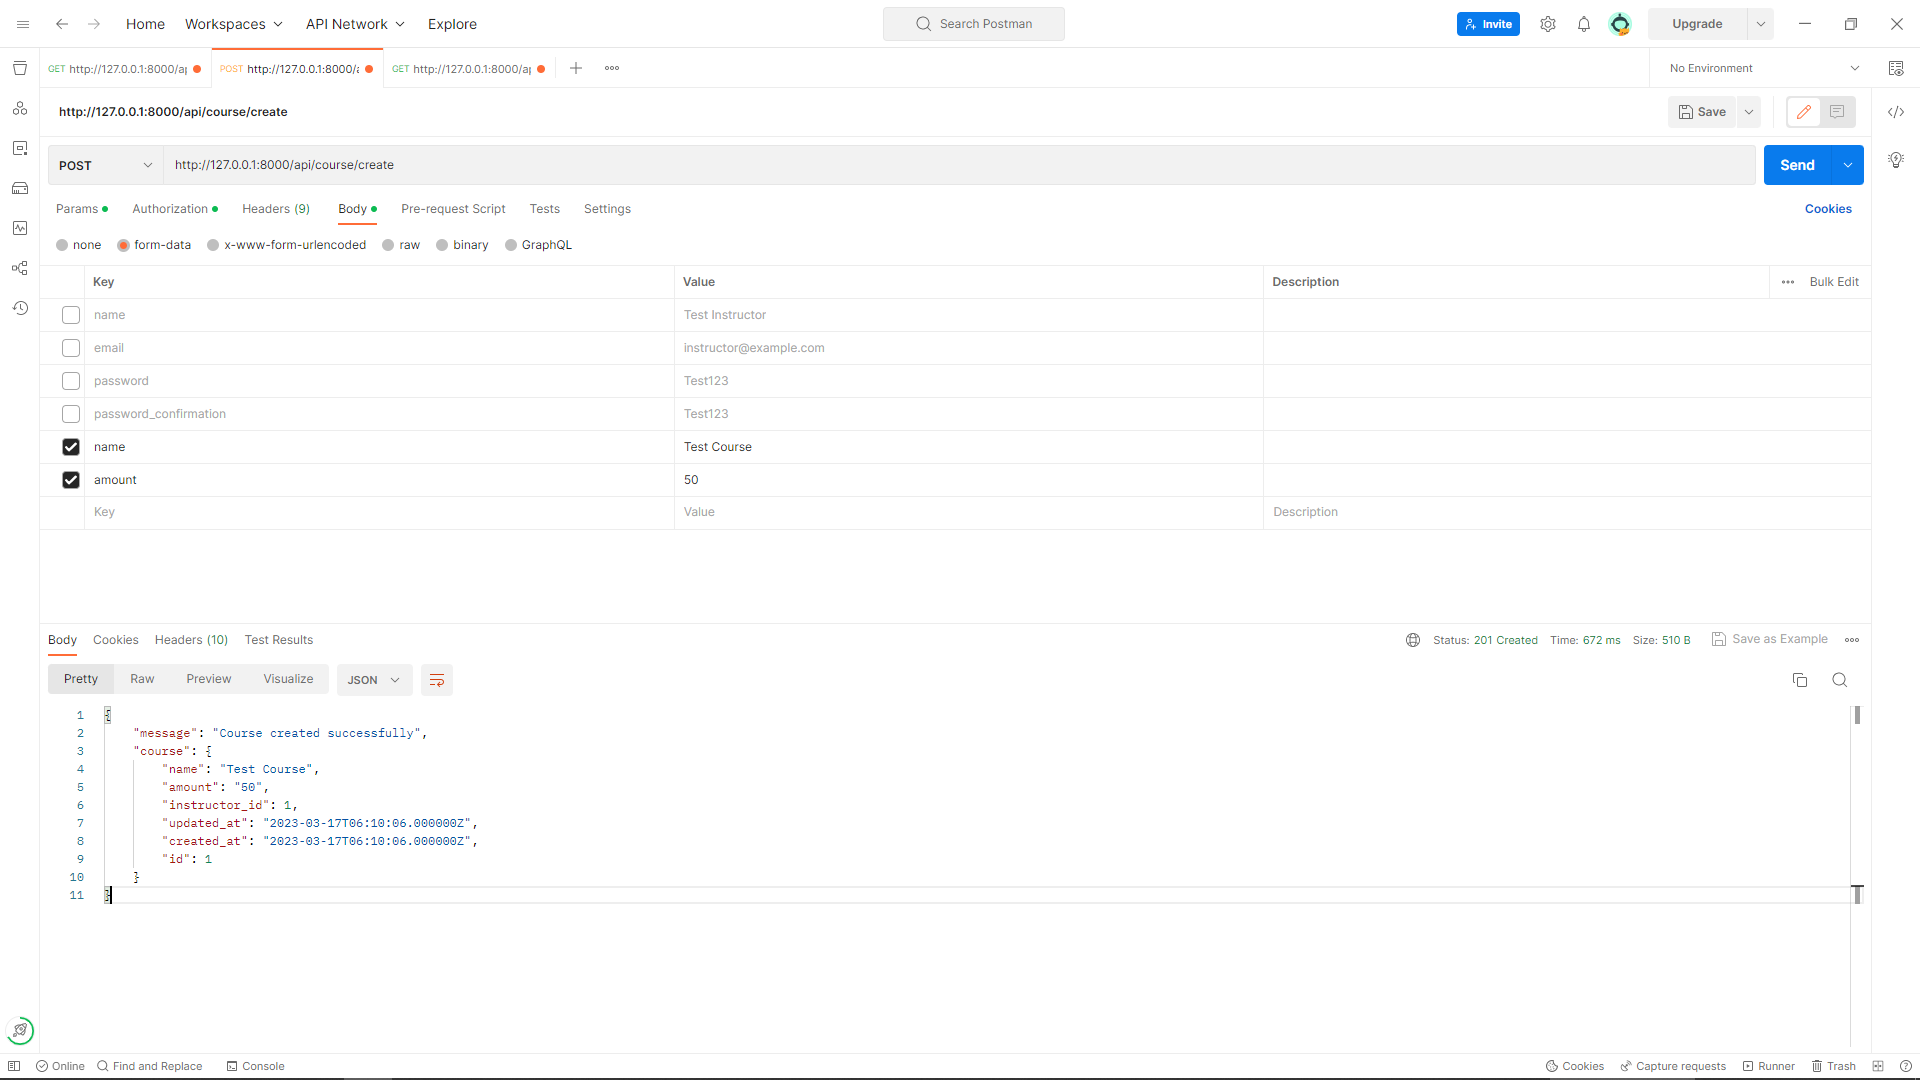 Home Workspaces API Network Explore Search Postman Invite Upgrade
GET http://127.0.0.1:8000/a POST http://127.0.0.1:8000/ GET http://127.0.0.1:8000/a No Environment
http://127.0.0.1:8000/api/course/create Save
POST http://127.0.0.1:8000/api/course/create Send
Params Authorization Headers (9) Body Pre-request Script Tests Settings Cookies
none form-data x-www-form-urlencoded raw binary GraphQL
Key Value Description Bulk Edit
name Test Instructor
email instructor@example.com
password Test123
password_confirmation Test123
name Test Course
amount 50
Key Value Description
Body Cookies Headers (10) Test Results Status: 201 Created Time: 672 ms Size: 510 B Save as Example
Pretty Raw Preview Visualize JSON
1 {
2 "message": "Course created successfully",
3 "course": {
4 "name": "Test Course",
5 "amount": "50",
6 "instructor_id": 1,
7 "updated_at": "2023-03-17T06:10:06.000000Z",
8 "created_at": "2023-03-17T06:10:06.000000Z",
9 "id": 1
10 }
11 }
Online Find and Replace Console Cookies Capture requests Runner Trash